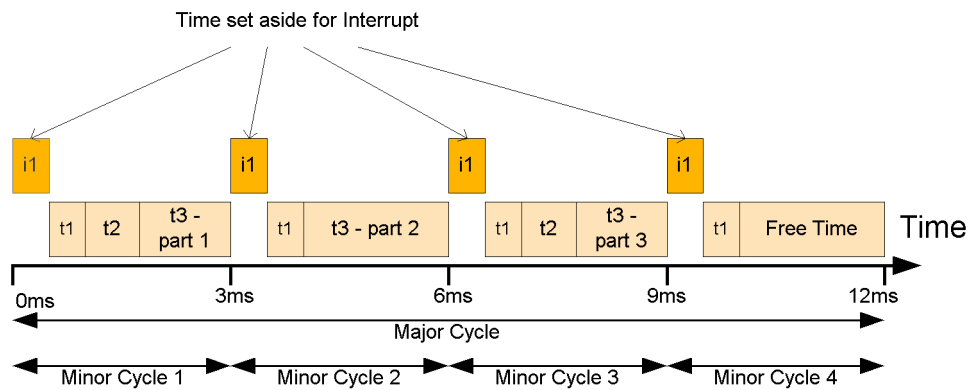 Time set aside for Interrupt
i1
i1
i1
i1
t1
t2
t3 -
part 1
t1
t3 - part 2
t1
t2
t3 -
part 3
t1
Free Time
Time
0ms
3ms
6ms
9ms
12ms
Major Cycle
Minor Cycle 1
Minor Cycle 2
Minor Cycle 3
Minor Cycle 4